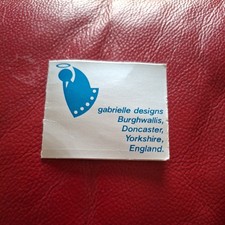 gabrielle designs
Burghwallis,
Doncaster,
Yorkshire,
England.